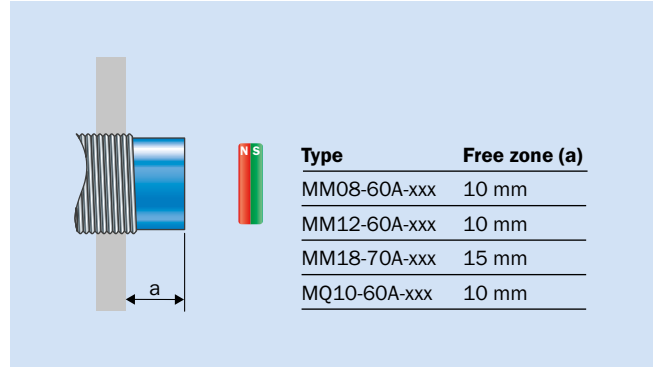 N S
a
Type Free zone (a)
MM08-60A-xxx 10 mm
MM12-60A-xxx 10 mm
MM18-70A-xxx 15 mm
MQ10-60A-xxx 10 mm